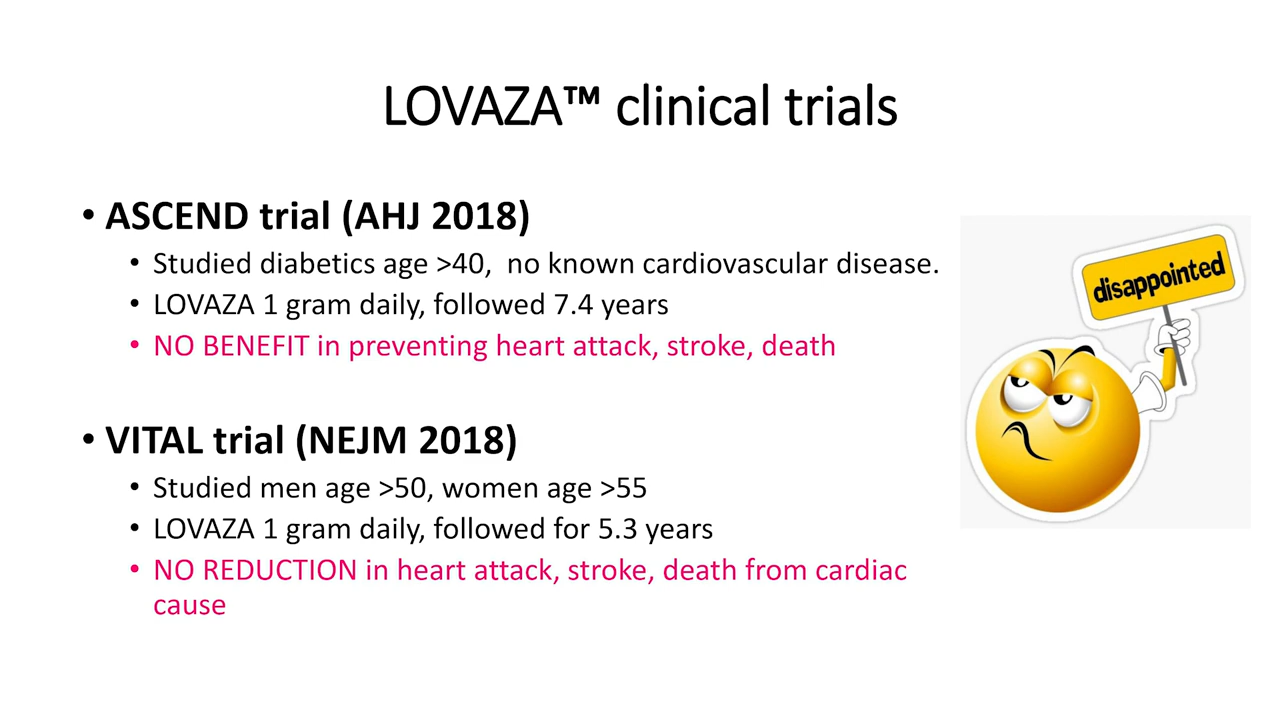 LOVAZA™ clinical trials
• ASCEND trial (AHJ 2018)
• Studied diabetics age >40,  no known cardiovascular disease.
• LOVAZA 1 gram daily, followed 7.4 years
• NO BENEFIT in preventing heart attack, stroke, death
disappointed
• VITAL trial (NEJM 2018)
• Studied men age >50, women age >55
• LOVAZA 1 gram daily, followed for 5.3 years
• NO REDUCTION in heart attack, stroke, death from cardiac
cause